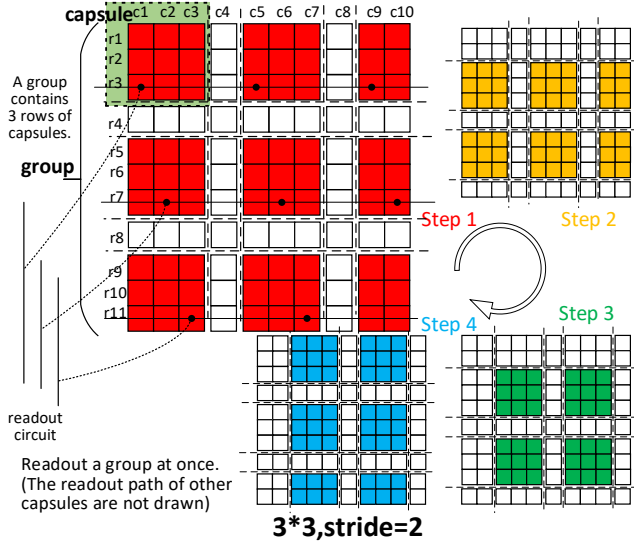 capsule
c1 c2 c3 c4 c5 c6 c7 c8 c9 c10
r1
r2
r3
A group
contains
3 rows of
capsules.
r4
r5
group
r6
r7
r8
r9
r10
r11
Step 1
Step 2
Step 3
Step 4
readout
circuit
Readout a group at once.
(The readout path of other
capsules are not drawn)
3*3,stride=2